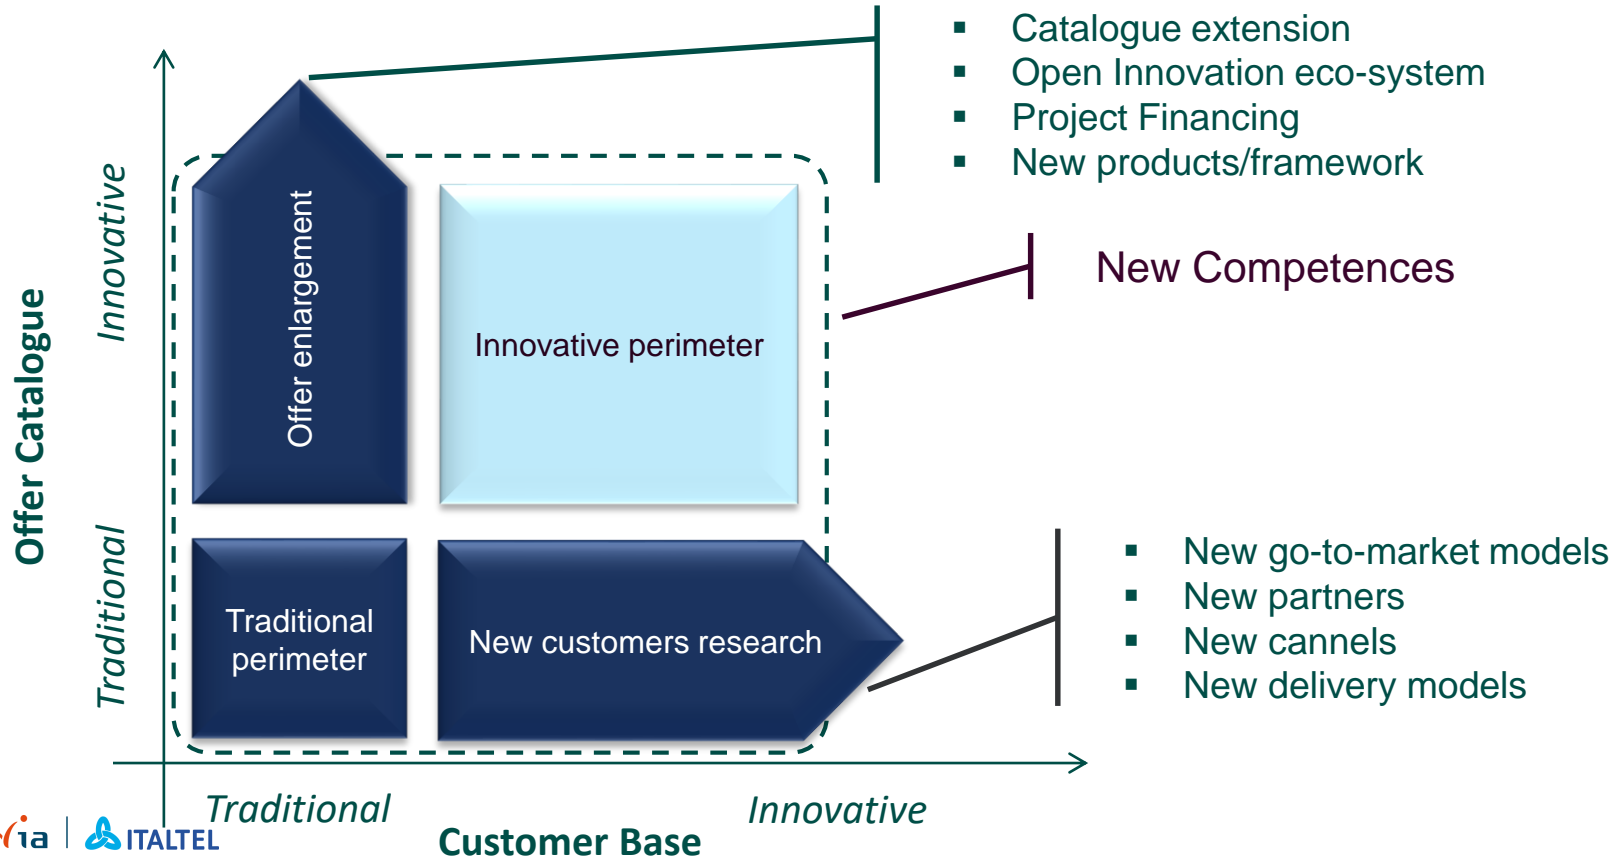 Catalogue extension
Open Innovation eco-system
Project Financing
New products/framework
New Competences
New go-to-market models
New partners
New cannels
New delivery models
Offer Catalogue
Innovative
Traditional
Offer enlargement
Innovative perimeter
Traditional
perimeter
New customers research
Traditional
Innovative
Customer Base
ITALTEL